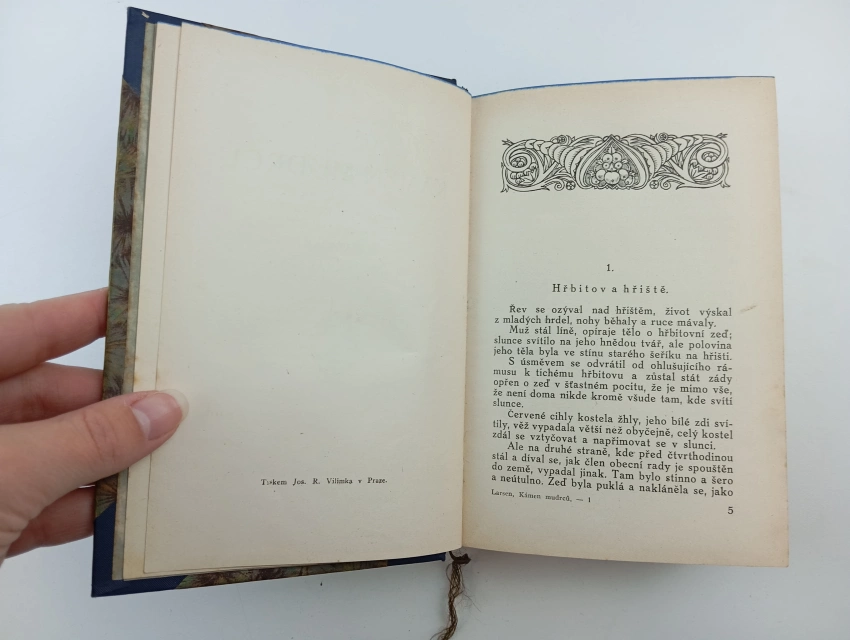 Tiskem Jos. R. Vilímka v Praze.
1.
Hřbitov a hřiště.
Řev se ozýval nad hřištěm, život výskal
z mladých hrdel, nohy běhaly a ruce mávaly.
Muž stál líně, opíraje tělo o hřbitovní zeď;
slunce svítilo na jeho hnědou tvář, ale polovina
jeho těla byla ve stínu starého šeříku na hřišti.
S úsměvem se odvrátil od ohlušujícího rá-
musu k tichému hřbitovu a zůstal stát zády
opřen o zeď v šťastném pocitu, že je mimo vše,
že není doma nikde kromě všude tam, kde svítí
slunce.
Červené cihly kostela žhly, jeho bílé zdi sví-
tily, věž vypadala větší než obyčejně, celý kostel
zdál se vztyčovat a napřimovat se v slunci.
Ale na druhé straně, kde před čtvrthodinou
stál a díval se, jak člen obecní rady je spouštěn
do země, vypadal jinak. Tam bylo stinno a šero
a neútulno. Zeď byla puklá a nakláněla se, jako
Larsen, Kámen mudrců. — 1
5